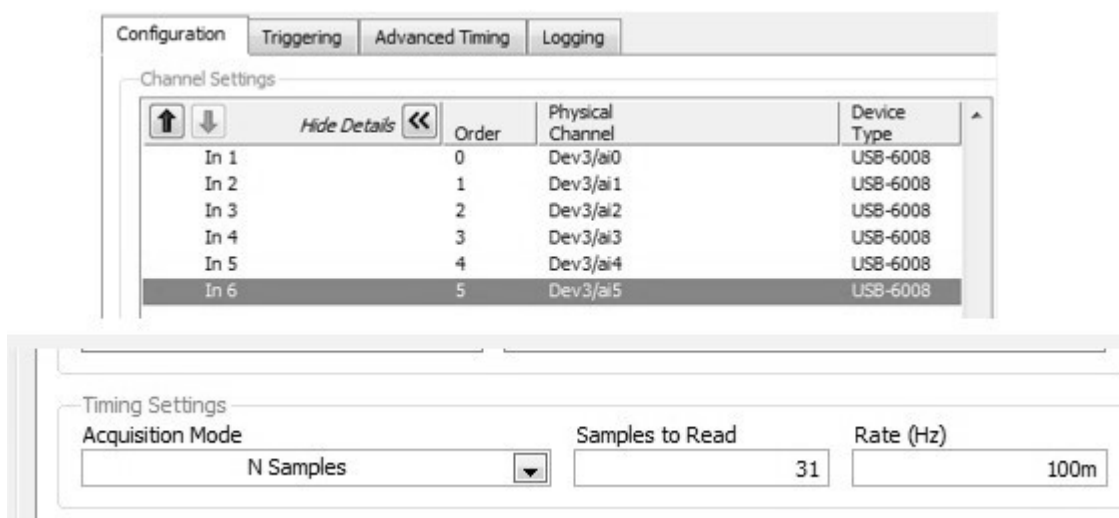 Configuration Triggering Advanced Timing Logging
Channel Settings
Hide Details Order Physical Channel Device Type
In 1 0 Dev3/ai0 USB-6008
In 2 1 Dev3/ai1 USB-6008
In 3 2 Dev3/ai2 USB-6008
In 4 3 Dev3/ai3 USB-6008
In 5 4 Dev3/ai4 USB-6008
In 6 5 Dev3/ai5 USB-6008
Timing Settings
Acquisition Mode Samples to Read Rate (Hz)
N Samples 31 100m